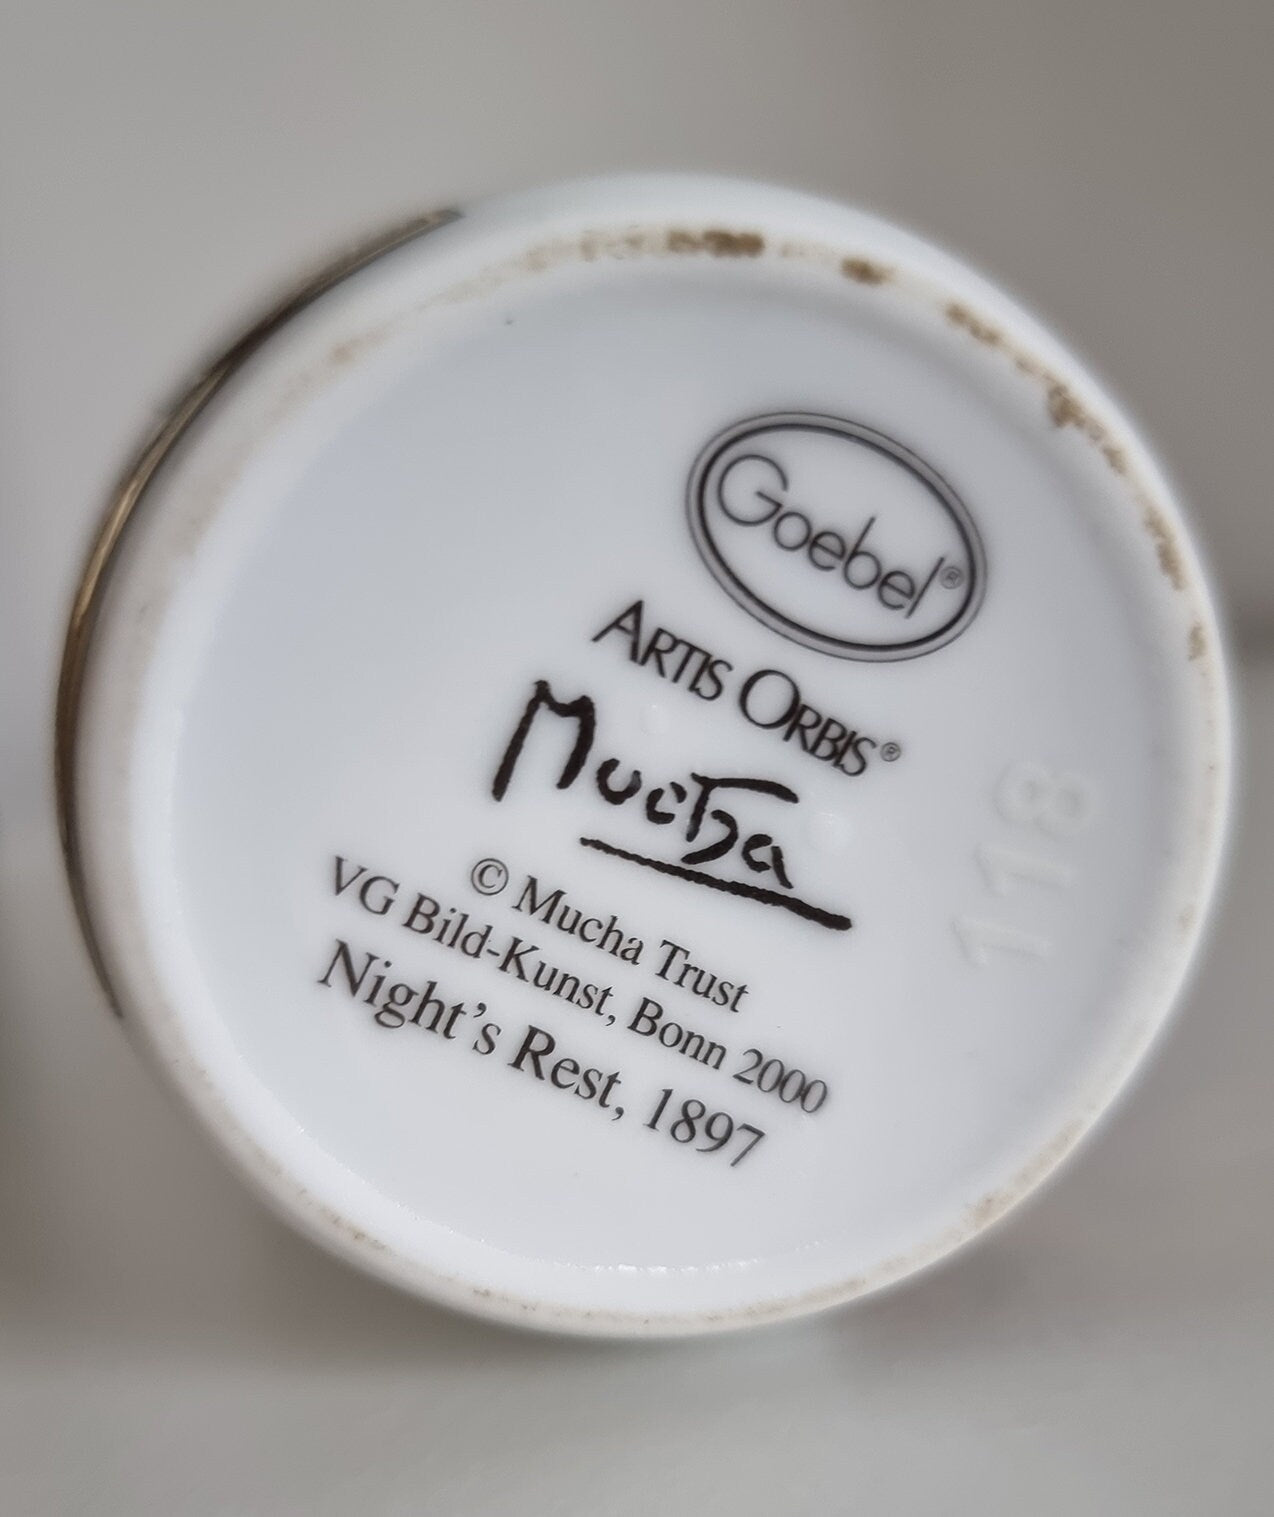 Goebel®
ARTIS ORBIS®
Mucha
© Mucha Trust
VG Bild-Kunst, Bonn 2000
Night's Rest, 1897
118